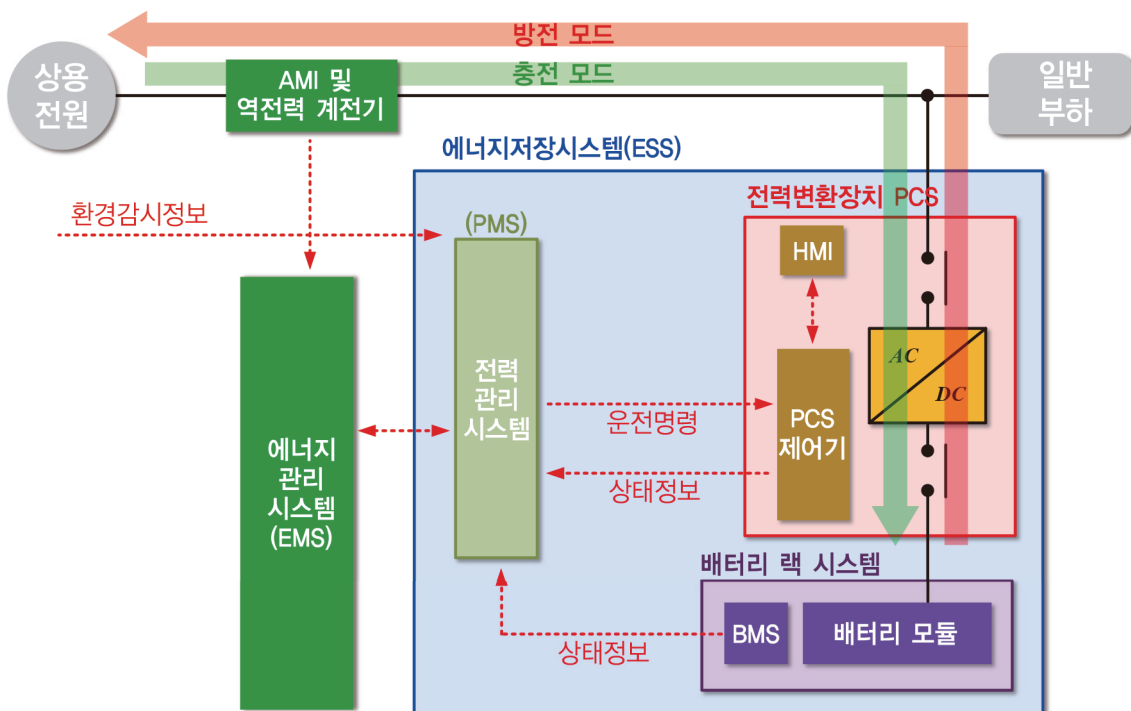 방전 모드
충전 모드
상용
전원
AMI 및
역전력 계전기
일반
부하
에너지저장시스템(ESS)
전력변환장치 PCS
환경감시정보
(PMS)
HMI
전력
관리
시스템
운전명령
PCS
제어기
AC
DC
상태정보
에너지
관리
시스템
(EMS)
배터리 랙 시스템
BMS
배터리 모듈
상태정보